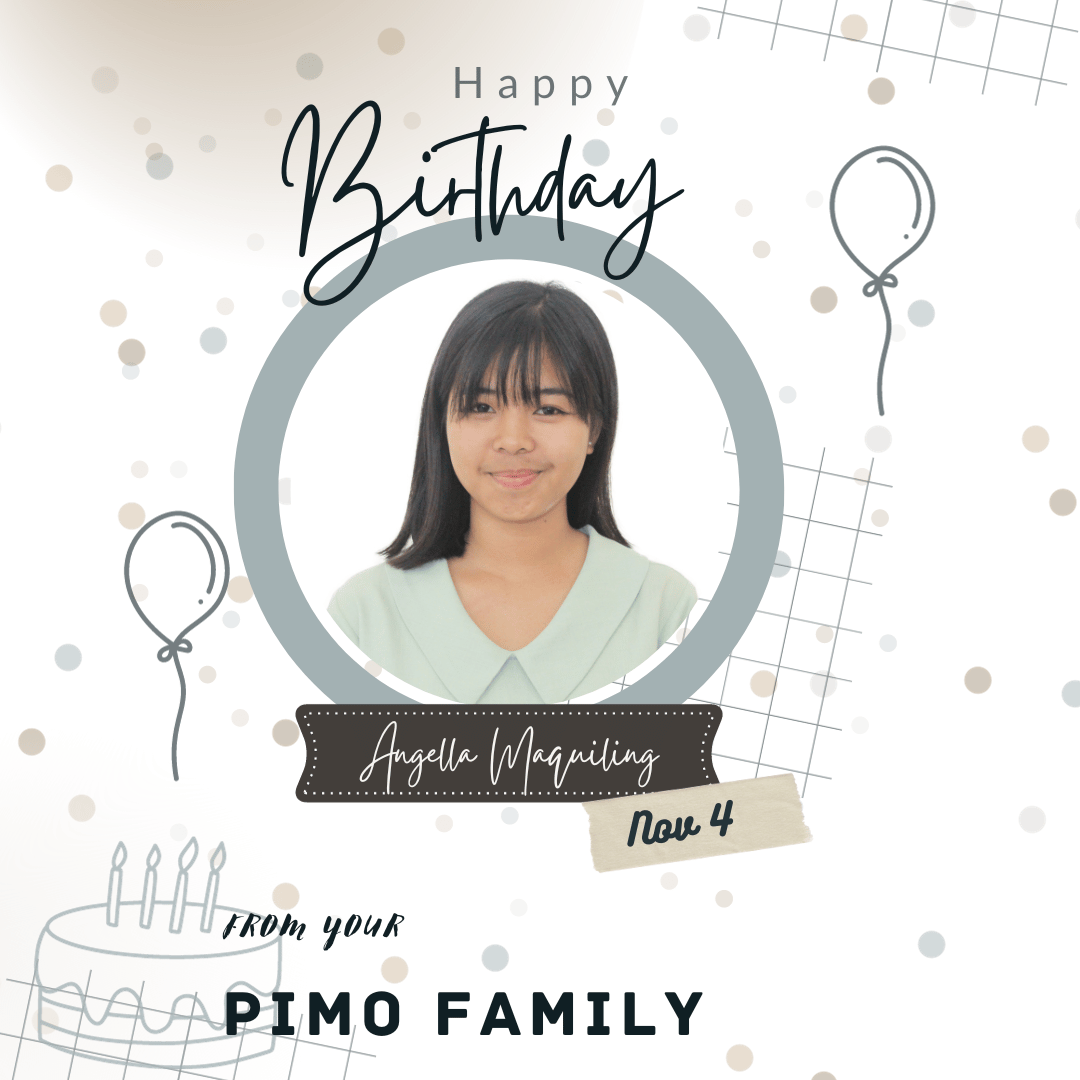 Happy
Birthday
Angella Maquiling
Nov 4
FROM YOUR
PIMO FAMILY